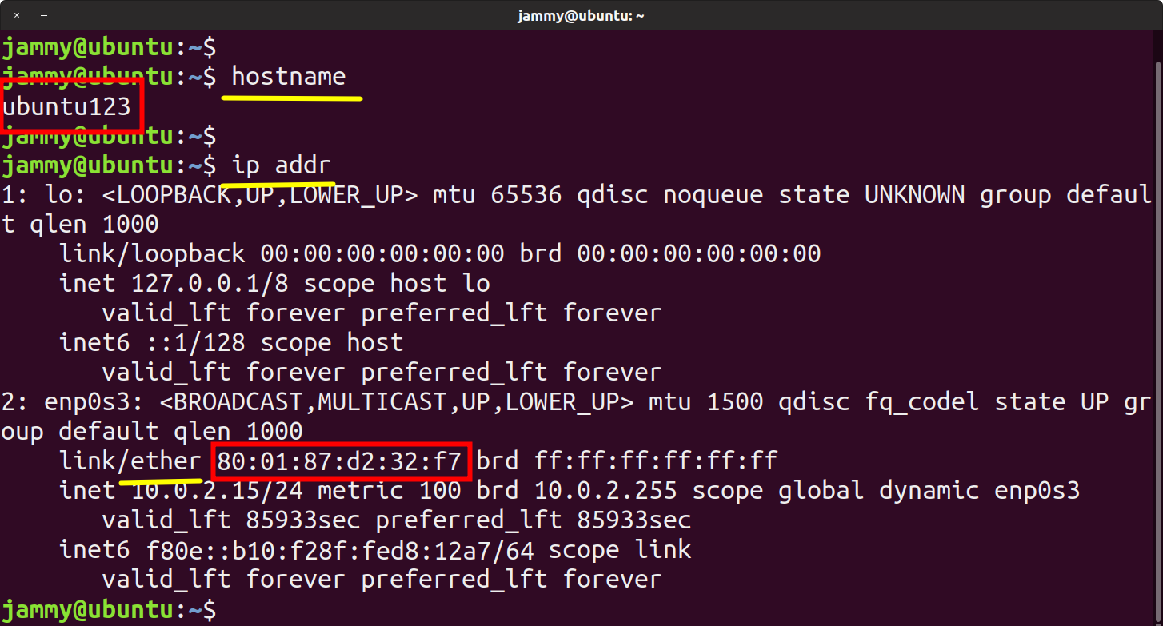 jammy@ubuntu: ~
jammy@ubuntu:~$
jammy@ubuntu:~$ hostname
ubuntu123
jammy@ubuntu:~$
jammy@ubuntu:~$ ip addr
1: lo: <LOOPBACK,UP,LOWER_UP> mtu 65536 qdisc noqueue state UNKNOWN group defaul
t qlen 1000
    link/loopback 00:00:00:00:00:00 brd 00:00:00:00:00:00
    inet 127.0.0.1/8 scope host lo
       valid_lft forever preferred_lft forever
    inet6 ::1/128 scope host
       valid_lft forever preferred_lft forever
2: enp0s3: <BROADCAST,MULTICAST,UP,LOWER_UP> mtu 1500 qdisc fq_codel state UP gr
oup default qlen 1000
    link/ether 80:01:87:d2:32:f7 brd ff:ff:ff:ff:ff:ff
    inet 10.0.2.15/24 metric 100 brd 10.0.2.255 scope global dynamic enp0s3
       valid_lft 85933sec preferred_lft 85933sec
    inet6 f80e::b10:f28f:fed8:12a7/64 scope link
       valid_lft forever preferred_lft forever
jammy@ubuntu:~$